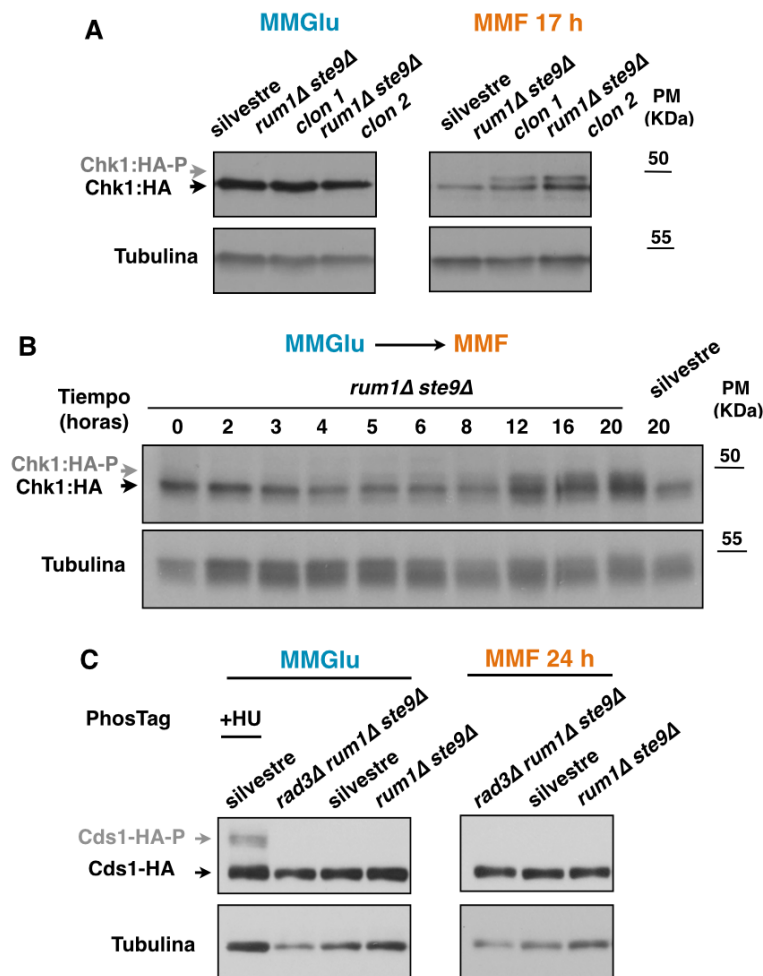 A
MMGlu
MMF 17 h
silvestre
rum1Δ ste9Δ
clon 1
rum1Δ ste9Δ
clon 2
silvestre
rum1Δ ste9Δ
clon 1
rum1Δ ste9Δ
clon 2
PM
(KDa)
Chk1:HA-P
Chk1:HA
50
Tubulina
55
B
MMGlu
MMF
Tiempo
(horas)
rum1Δ ste9Δ
silvestre
PM
(KDa)
0 2 3 4 5 6 8 12 16 20 20
Chk1:HA-P
Chk1:HA
50
Tubulina
55
C
MMGlu
MMF 24 h
PhosTag
+HU
silvestre
rad3Δ rum1Δ ste9Δ
silvestre
rum1Δ ste9Δ
rad3Δ rum1Δ ste9Δ
silvestre
rum1Δ ste9Δ
Cds1-HA-P
Cds1-HA
Tubulina